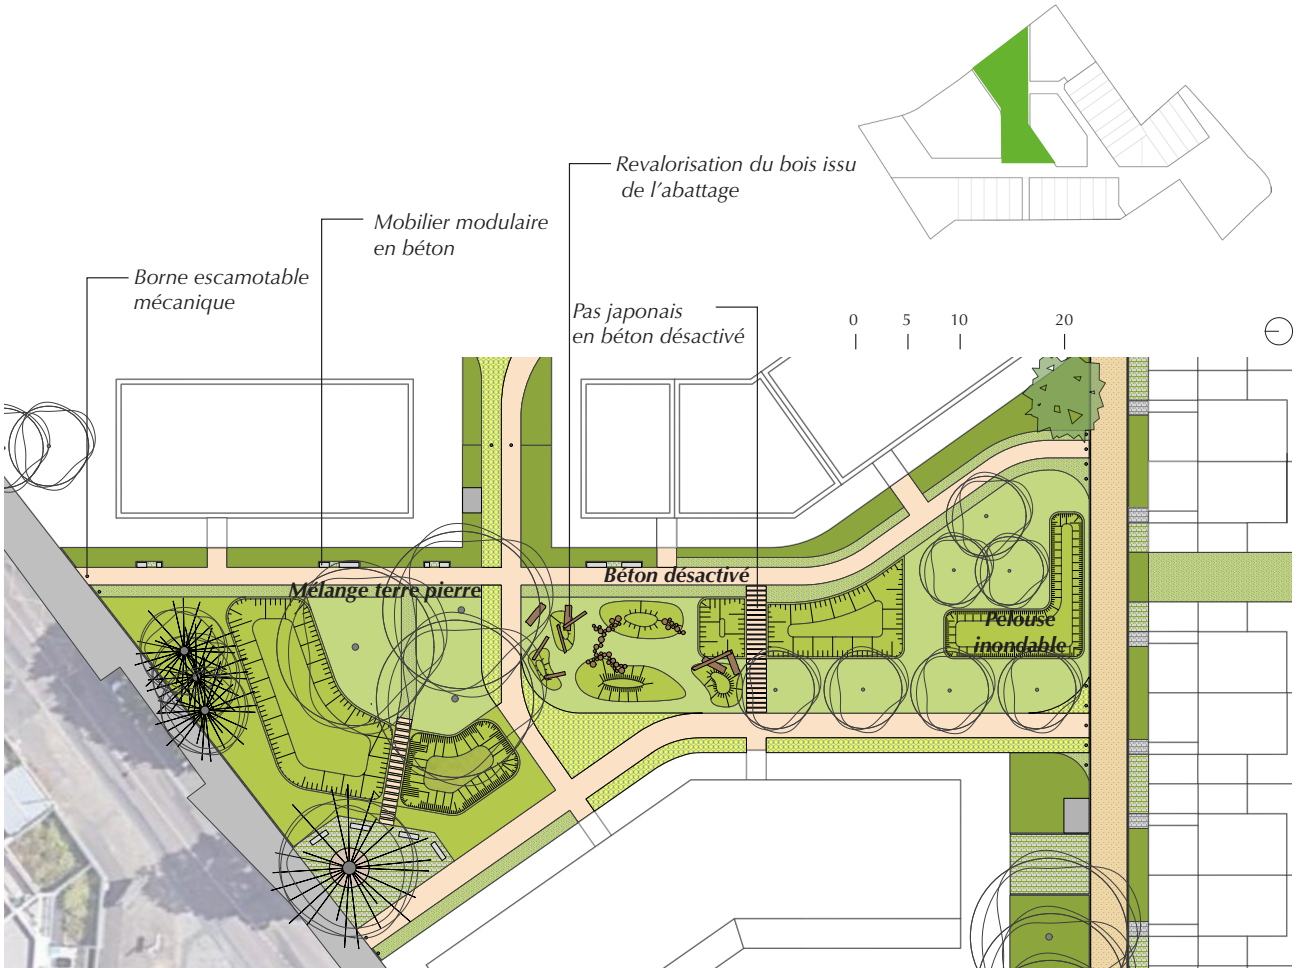 Revalorisation du bois issu
de l’abattage
Mobilier modulaire
en béton
Borne escamotable
mécanique
Pas japonais
en béton désactivé
0 5 10 20
Béton désactivé
Mélange terre pierre
Pelouse
inondable